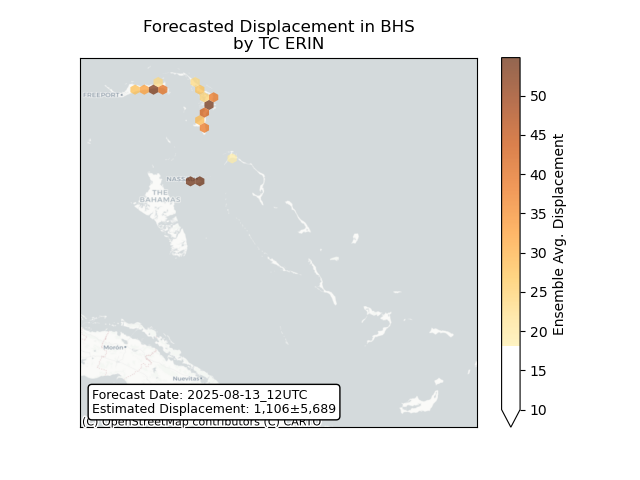 Forecasted Displacement in BHS
by TC ERIN
FREEPORT
NASS
THE
BAHAMAS
Morón
Nuevitas
Forecast Date: 2025-08-13_12UTC
Estimated Displacement: 1,106±5,689
(C) OpenStreetMap contributors (C) CARTO
50
45
40
35
30
25
20
15
10
Ensemble Avg. Displacement